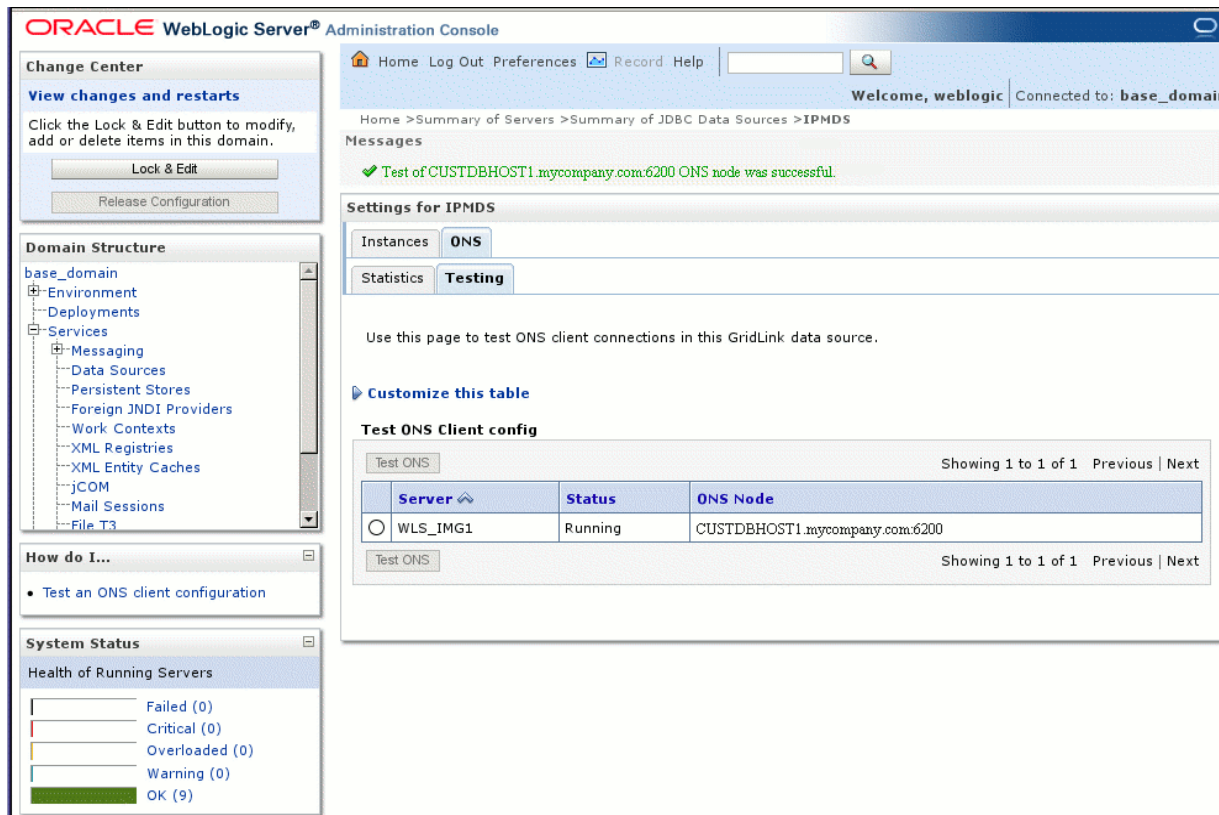 ORACLE WebLogic Server® Administration Console
Change Center
View changes and restarts
Click the Lock & Edit button to modify,
add or delete items in this domain.
Lock & Edit
Release Configuration
Domain Structure
base_domain
Environment
Deployments
Services
Messaging
Data Sources
Persistent Stores
Foreign JNDI Providers
Work Contexts
XML Registries
XML Entity Caches
jCOM
Mail Sessions
File T3
How do I...
Test an ONS client configuration
System Status
Health of Running Servers
Failed (0)
Critical (0)
Overloaded (0)
Warning (0)
OK (9)
Home Log Out Preferences Record Help
Welcome, weblogic Connected to: base_domain
Home >Summary of Servers >Summary of JDBC Data Sources >IPMDS
Messages
Test of CUSTDBHOST1.mycompany.com:6200 ONS node was successful.
Settings for IPMDS
Instances ONS
Statistics Testing
Use this page to test ONS client connections in this GridLink data source.
Customize this table
Test ONS Client config
Test ONS Showing 1 to 1 of 1 Previous | Next
Server Status ONS Node
WLS_IMG1 Running CUSTDBHOST1.mycompany.com:6200
Test ONS Showing 1 to 1 of 1 Previous | Next